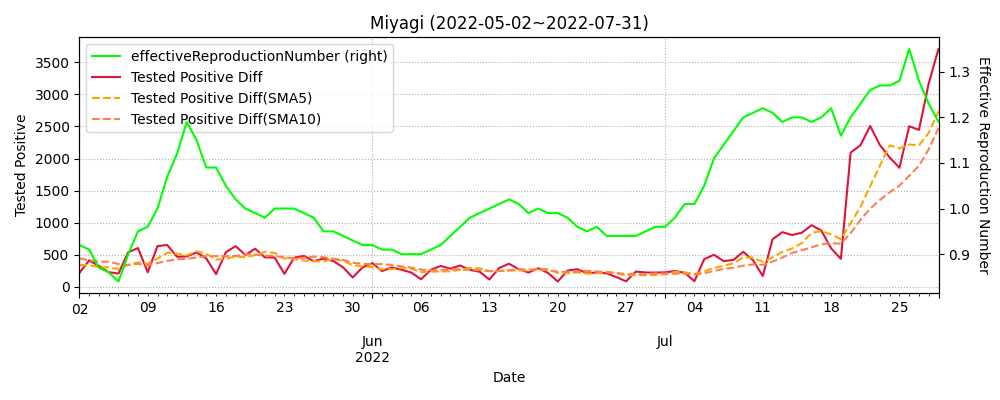 Miyagi (2022-05-02~2022-07-31)
effectiveReproductionNumber (right)
Tested Positive Diff
Tested Positive Diff(SMA5)
Tested Positive Diff(SMA10)
Tested Positive
3500
3000
2500
2000
1500
1000
500
0
1.3
1.2
1.1
1.0
0.9
Effective Reproduction Number
02 09 16 23 30 06 13 20 27 04 11 18 25
Jun Jul
2022
Date